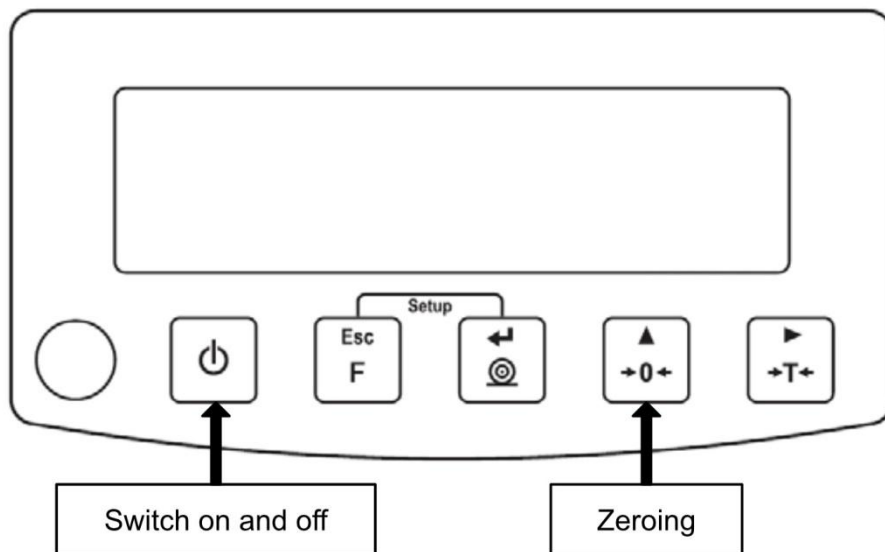 Setup
Esc
F
→0←
→T←
Switch on and off
Zeroing